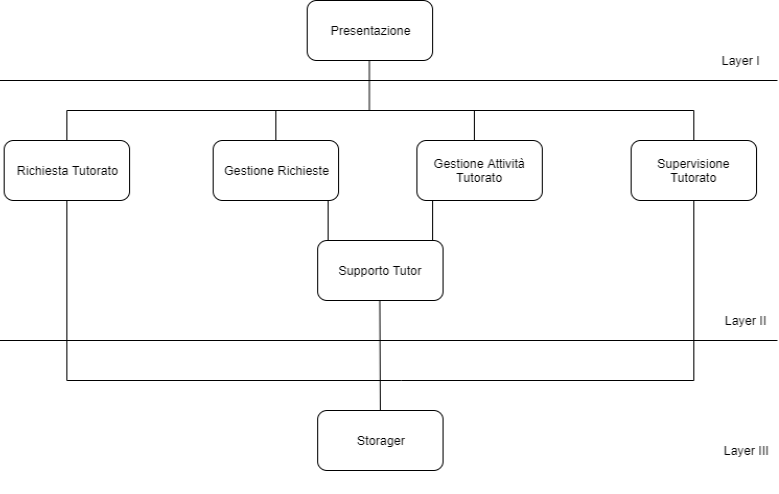 Presentazione
Layer I
Richiesta Tutorato
Gestione Richieste
Gestione Attività
Tutorato
Supervisione
Tutorato
Supporto Tutor
Layer II
Storager
Layer III